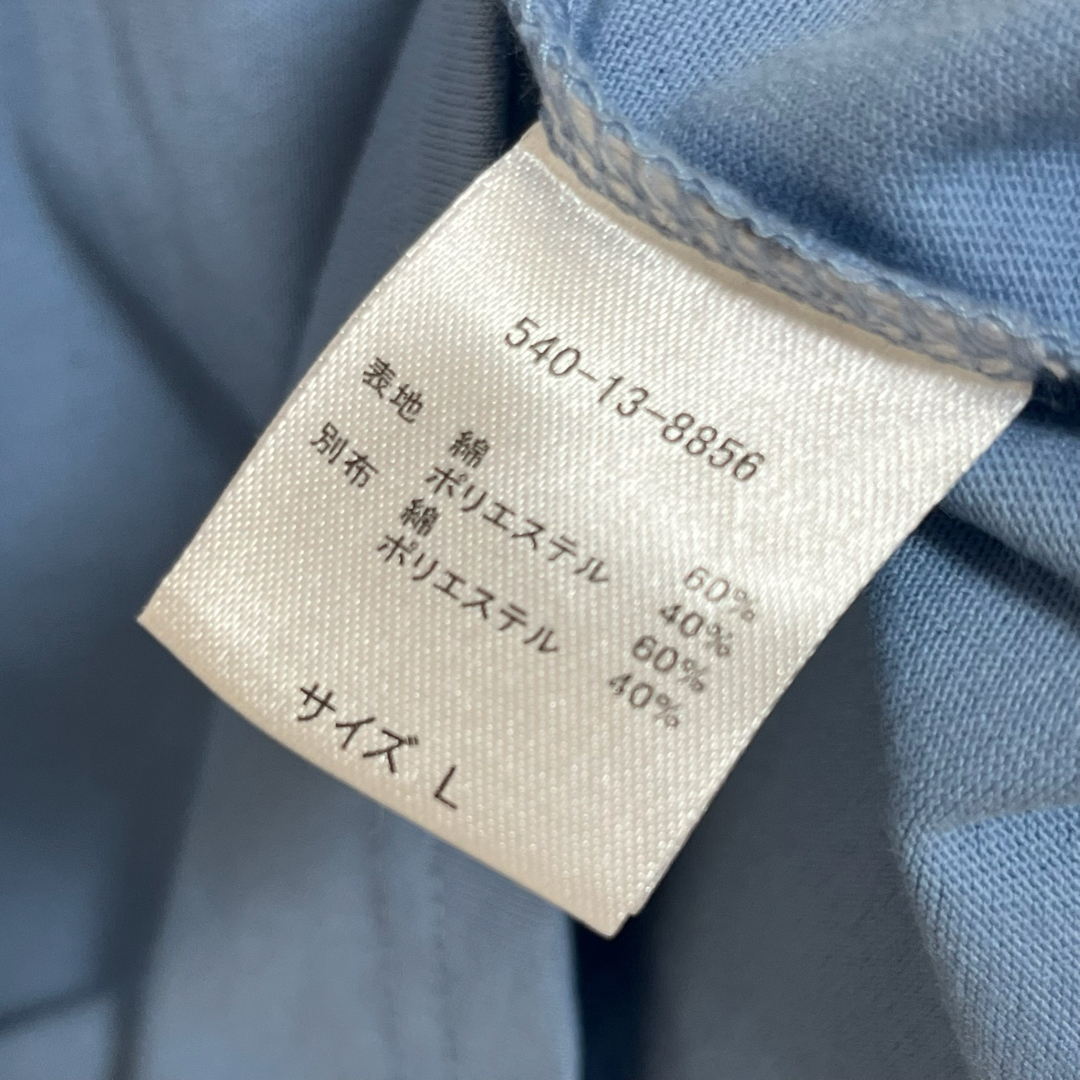 540-13-8856
表地 綿 60%
ポリエステル 40%
別布 綿 60%
ポリエステル 40%
サイズ L